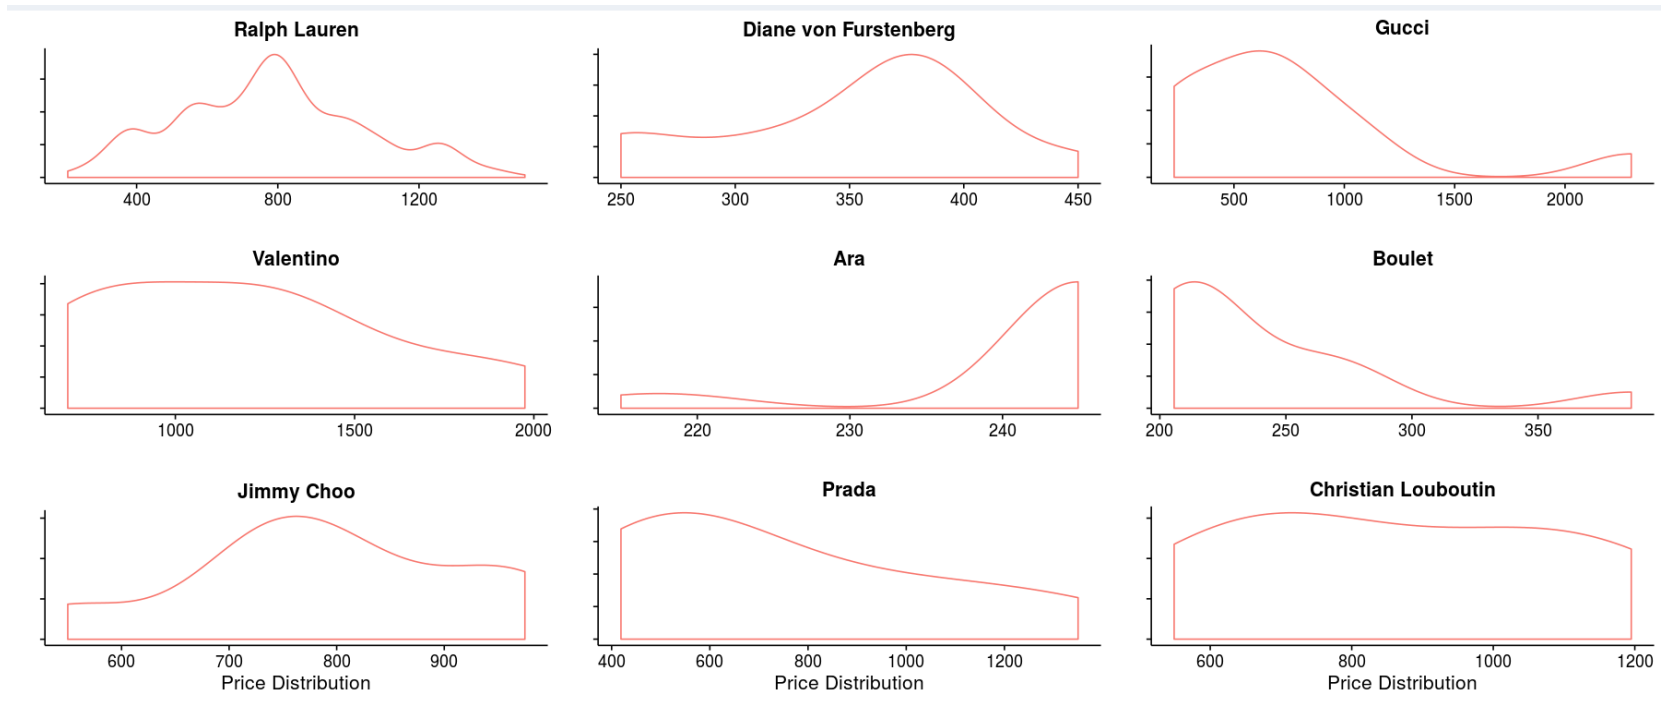 Ralph Lauren
Diane von Furstenberg
Gucci
400 800 1200
250 300 350 400 450
500 1000 1500 2000
Valentino
Ara
Boulet
1000 1500 2000
220 230 240
200 250 300 350
Jimmy Choo
Prada
Christian Louboutin
600 700 800 900
400 600 800 1000 1200
600 800 1000 1200
Price Distribution
Price Distribution
Price Distribution